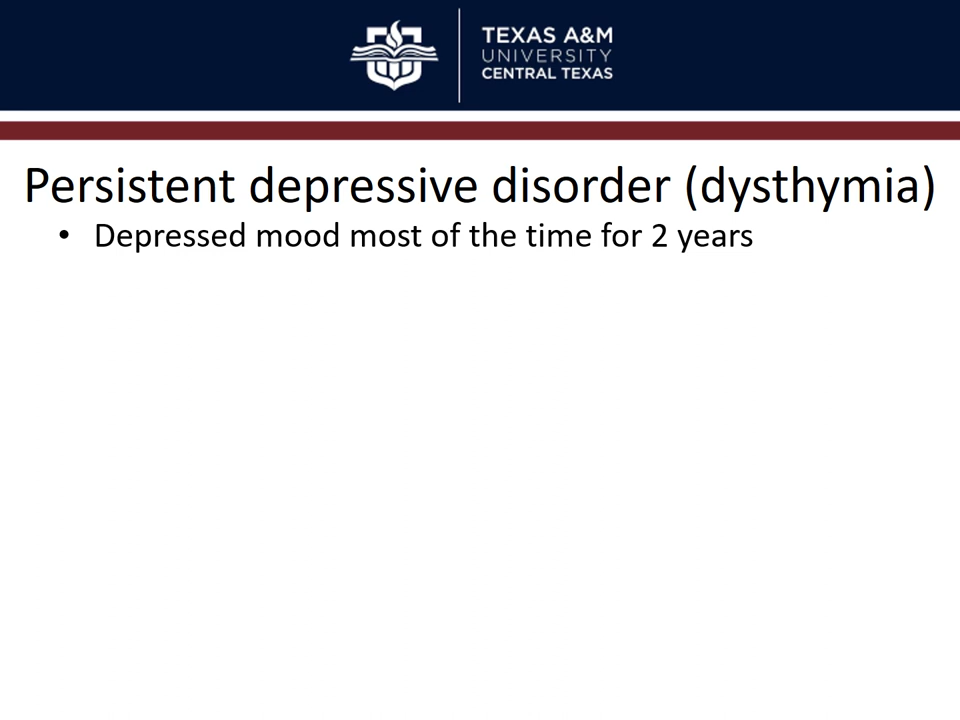 TEXAS A&M
UNIVERSITY
CENTRAL TEXAS
Persistent depressive disorder (dysthymia)
• Depressed mood most of the time for 2 years